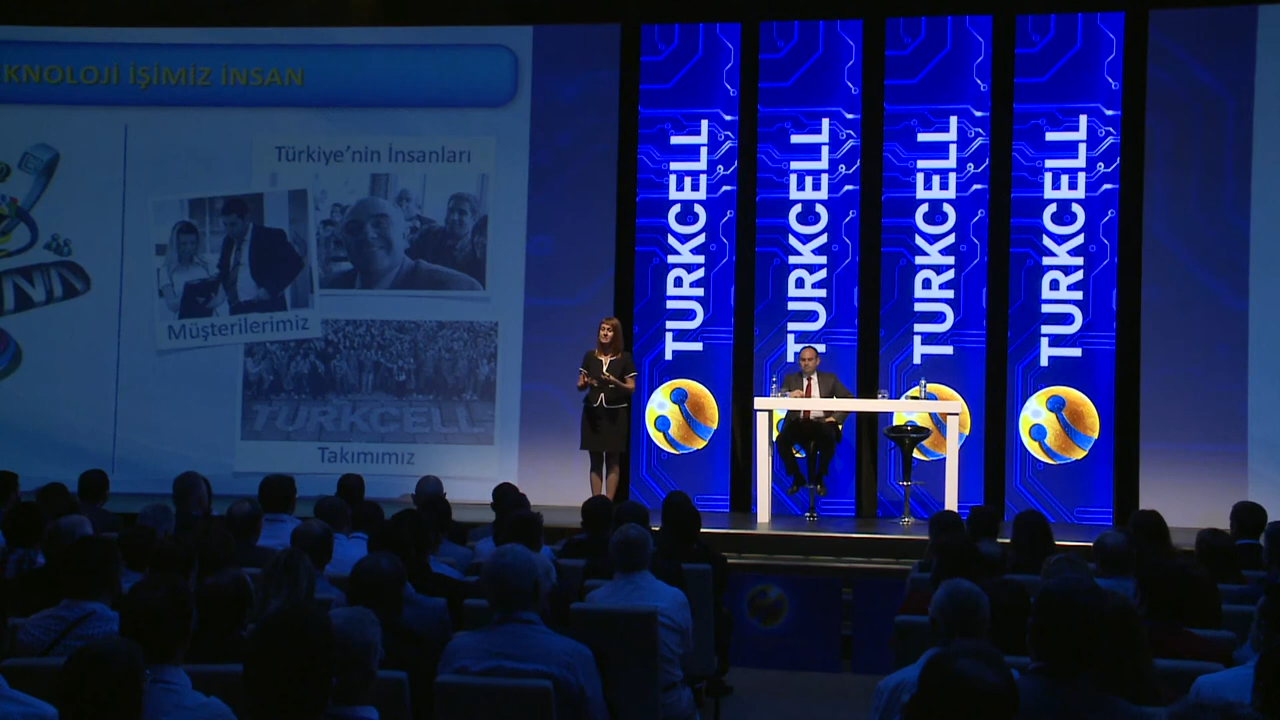 KNOLOJİ İŞİMİZ İNSAN
Türkiye'nin İnsanları
Müşterilerimiz
TURKCELL
Takımımız
TURKCELL
TURKCELL
TURKCELL
TURKCELL